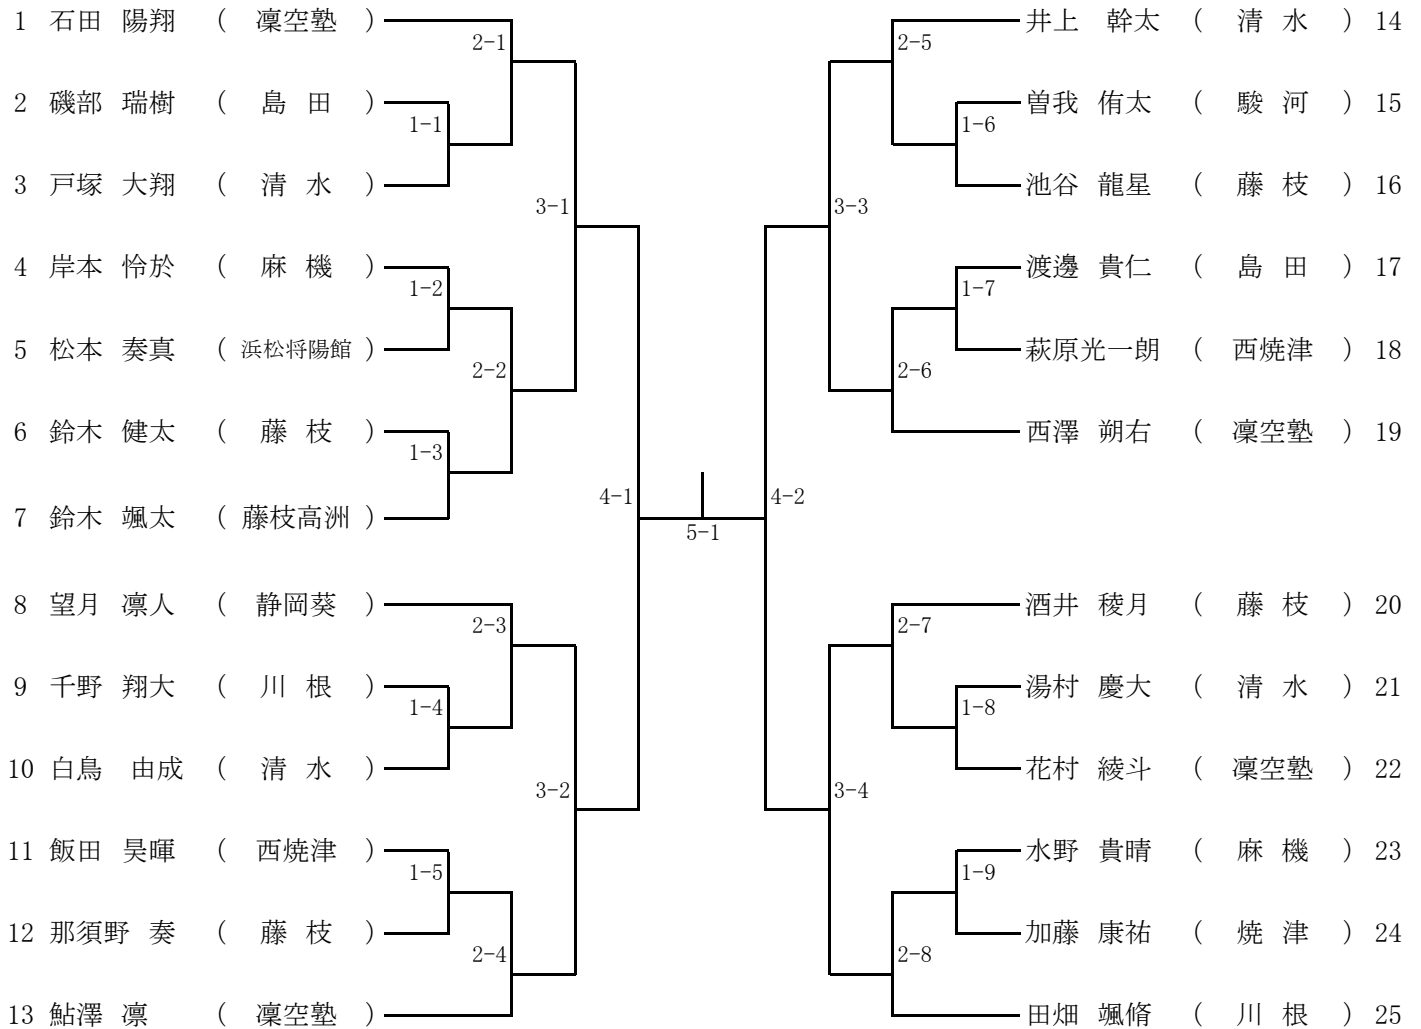 1 石田 陽翔 （ 凜空塾 ）
2-1
2 磯部 瑞樹 （ 島 田 ）
1-1
3 戸塚 大翔 （ 清 水 ）
3-1
4 岸本 怜於 （ 麻 機 ）
1-2
5 松本 奏真 （ 浜松将陽館 ）
2-2
6 鈴木 健太 （ 藤 枝 ）
1-3
4-1
7 鈴木 颯太 （ 藤枝高洲 ）
8 望月 凛人 （ 静岡葵 ）
2-3
9 千野 翔大 （ 川 根 ）
1-4
10 白鳥 由成 （ 清 水 ）
3-2
11 飯田 昊暉 （ 西焼津 ）
1-5
12 那須野 奏 （ 藤 枝 ）
2-4
13 鮎澤 凛 （ 凜空塾 ）
5-1
井上 幹太 （ 清 水 ） 14
2-5
曽我 侑太 （ 駿 河 ） 15
1-6
池谷 龍星 （ 藤 枝 ） 16
3-3
渡邊 貴仁 （ 島 田 ） 17
1-7
萩原光一朗 （ 西焼津 ） 18
2-6
西澤 朔右 （ 凜空塾 ） 19
4-2
酒井 稜月 （ 藤 枝 ） 20
2-7
湯村 慶大 （ 清 水 ） 21
1-8
花村 綾斗 （ 凜空塾 ） 22
3-4
水野 貴晴 （ 麻 機 ） 23
1-9
加藤 康祐 （ 焼 津 ） 24
2-8
田畑 颯脩 （ 川 根 ） 25